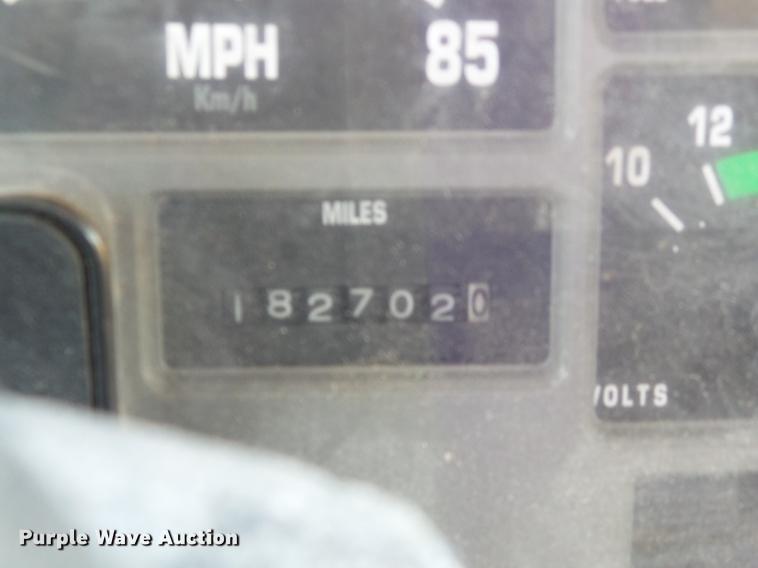 MPH 85
Km/h
12
10
MILES
1827020
VOLTS
Purple Wave Auction